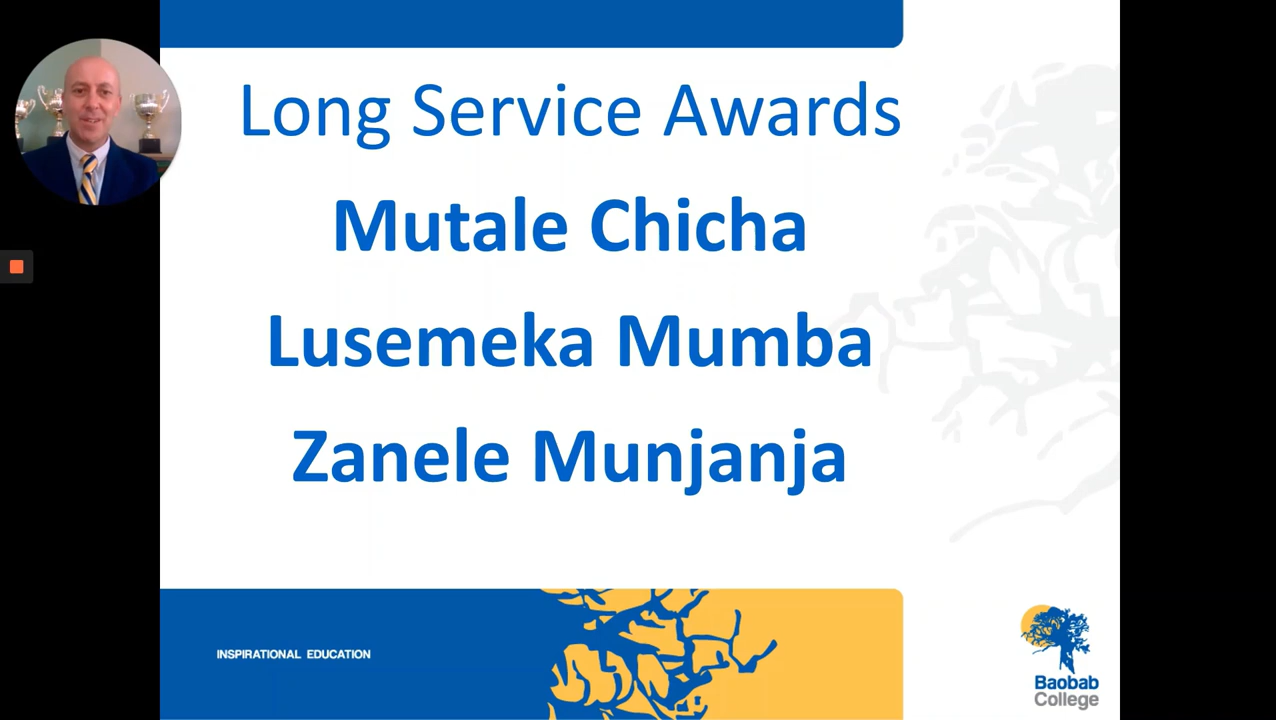 Long Service Awards
Mutale Chicha
Lusemeka Mumba
Zanele Munjanja
INSPIRATIONAL EDUCATION
Baobab
College